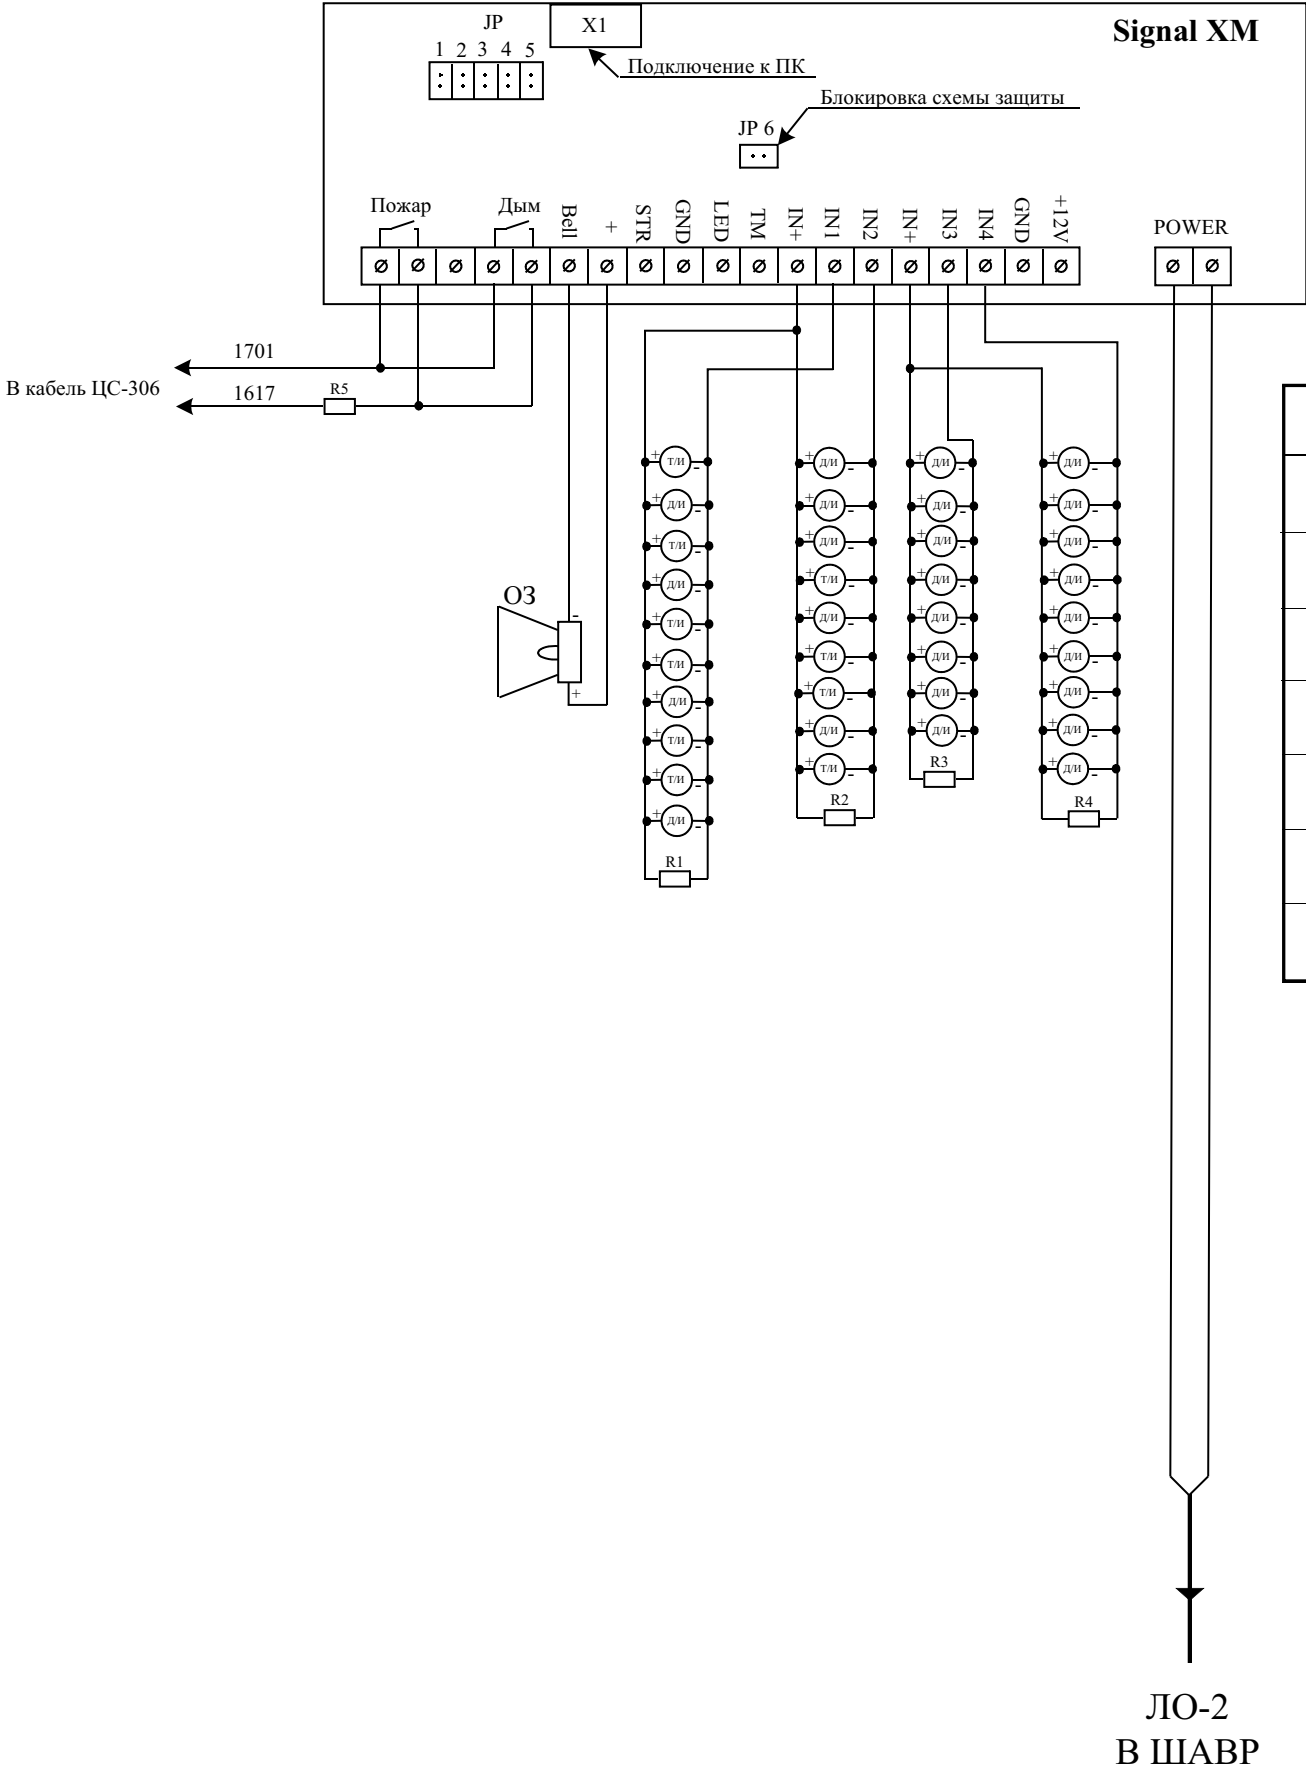 JP
X1
Signal XM
1 2 3 4 5
Подключение к ПК
Блокировка схемы защиты
JP 6
Пожар
Дым
Bell
+
STR
GND
LED
TM
IN+
IN1
IN2
IN+
IN3
IN4
GND
+12V
POWER
1701
В кабель ЦС-306
1617
R5
ОЗ
-
+
+ Т/И -
+ Д/И -
+ Т/И -
+ Д/И -
+ Т/И -
+ Т/И -
+ Д/И -
+ Т/И -
+ Т/И -
+ Д/И -
R1
+ Д/И -
+ Д/И -
+ Д/И -
+ Т/И -
+ Д/И -
+ Т/И -
+ Т/И -
+ Д/И -
+ Т/И -
R2
+ Д/И -
+ Д/И -
+ Д/И -
+ Д/И -
+ Д/И -
+ Д/И -
+ Д/И -
+ Д/И -
R3
+ Д/И -
+ Д/И -
+ Д/И -
+ Д/И -
+ Д/И -
+ Д/И -
+ Д/И -
+ Д/И -
+ Д/И -
R4
ЛО-2
В ШАВР